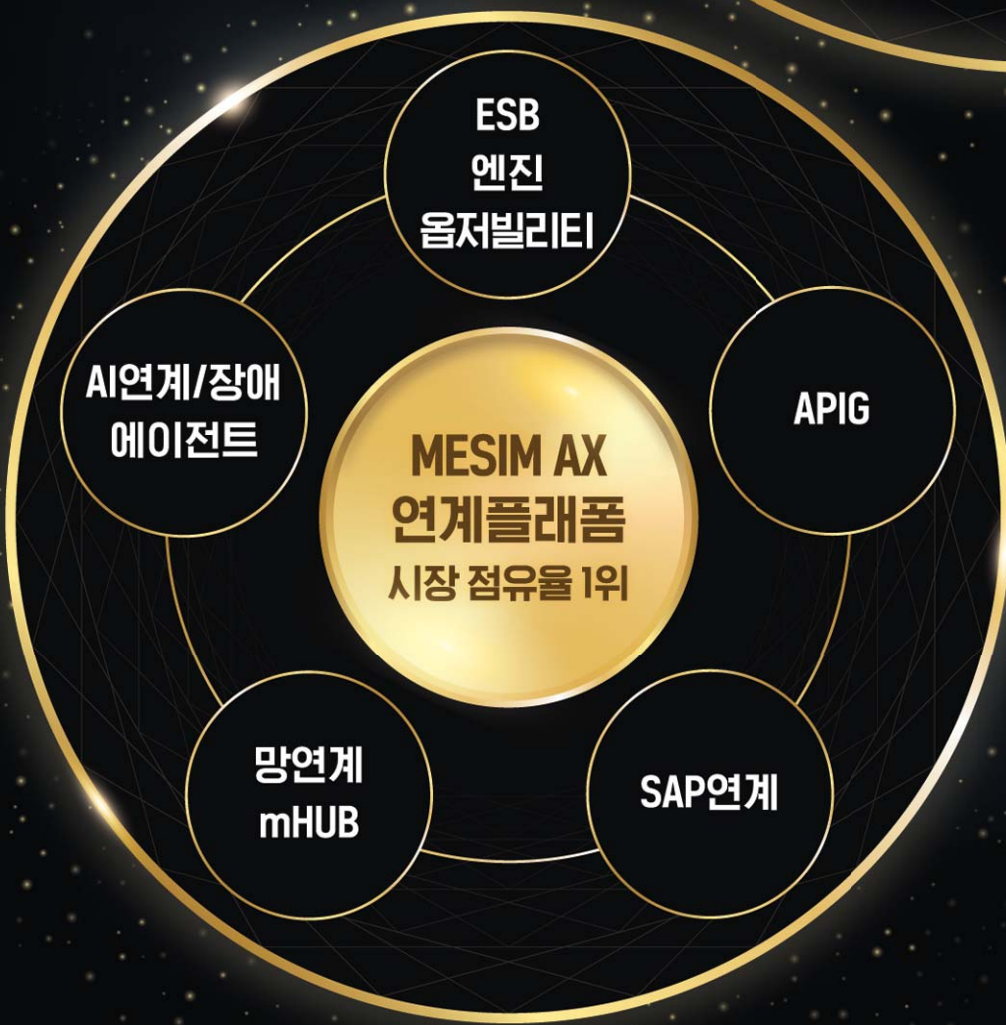 ESB
엔진
옵저빌리티
AI연계/장애
에이전트
APIG
MESIM AX
연계플래폼
시장 점유율 1위
망연계
mHUB
SAP연계